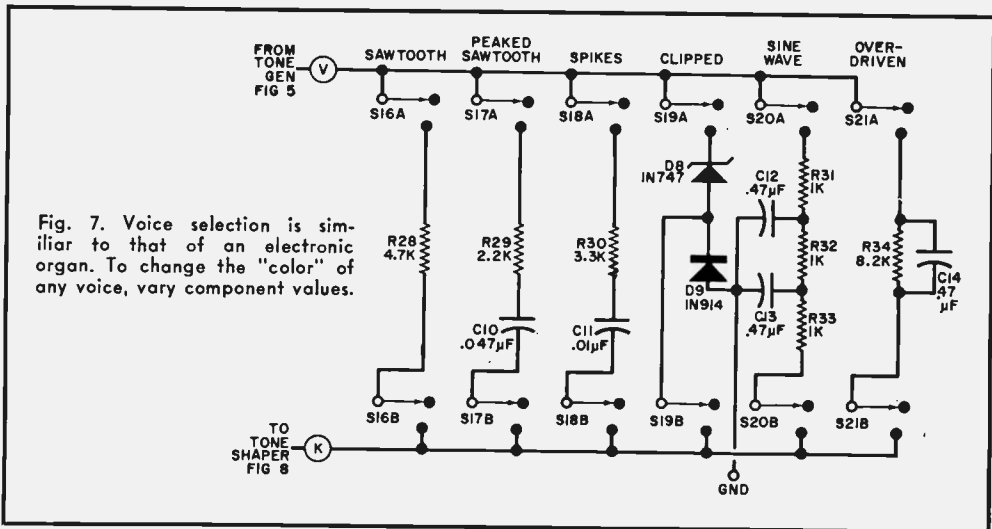 FROM
TONE
GEN
FIG 5
V
SAWTOOTH
PEAKED
SAWTOOTH
SPIKES
CLIPPED
SINE
WAVE
OVER-
DRIVEN
S16A
S17A
S18A
S19A
S20A
S21A
D8
IN747
C12
.47µF
R31
1K
Fig. 7. Voice selection is sim-
iliar to that of an electronic
organ. To change the "color" of
any voice, vary component values.
R28
4.7K
R29
2.2K
R30
3.3K
R32
1K
R34
8.2K
C14
.47
µF
D9
IN914
C13
.47µF
R33
1K
C10
.047µF
C11
.01µF
S16B
S17B
S18B
S19B
S20B
S21B
TO
TONE
SHAPER
FIG 8
K
GND